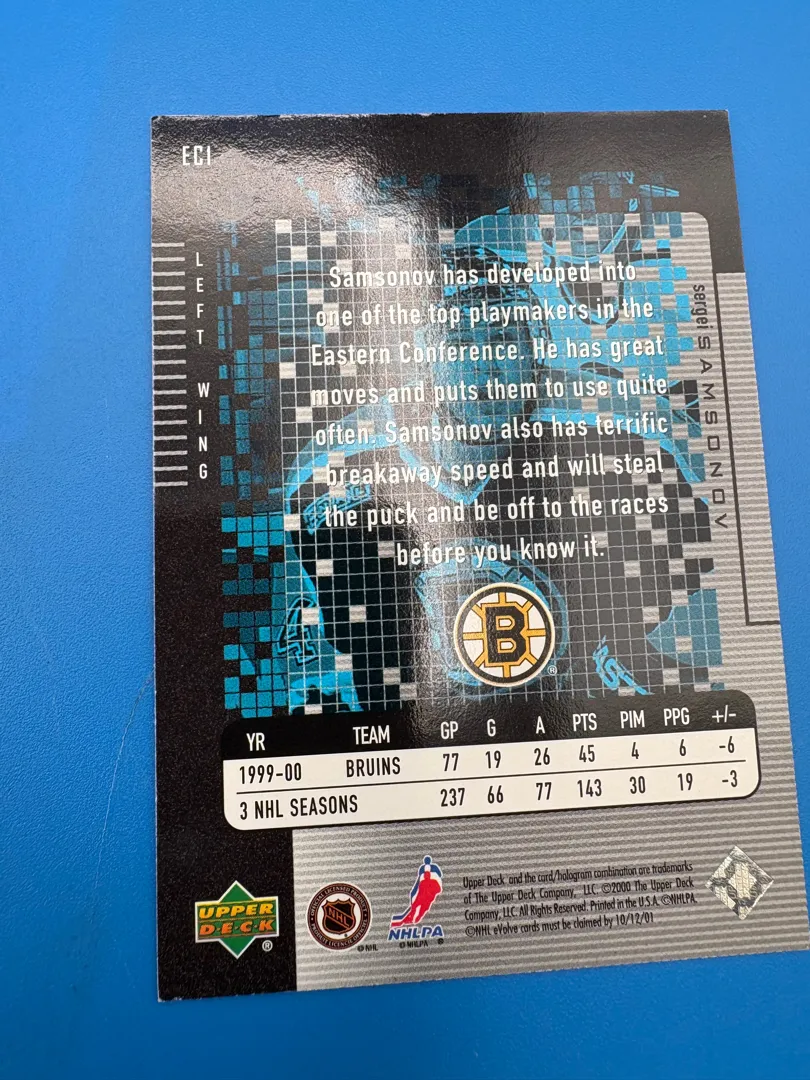 EC1
LEFT WING
sergei SAMSONOV
Samsonov has developed into
one of the top playmakers in the
Eastern Conference. He has great
moves and puts them to use quite
often. Samsonov also has terrific
breakaway speed and will steal
the puck and be off to the races
before you know it.
B
®
YR TEAM GP G A PTS PIM PPG +/-
1999-00 BRUINS 77 19 26 45 4 6 -6
3 NHL SEASONS 237 66 77 143 30 19 -3
UPPER
DECK
®
NHL
© NHL
NHLPA
© NHLPA ®
Upper Deck and the card/hologram combination are trademarks
of The Upper Deck Company, LLC. ©2000 The Upper Deck
Company, LLC. All Rights Reserved. Printed in the U.S.A. ©NHLPA.
©NHL eVolve cards must be claimed by 10/12/01